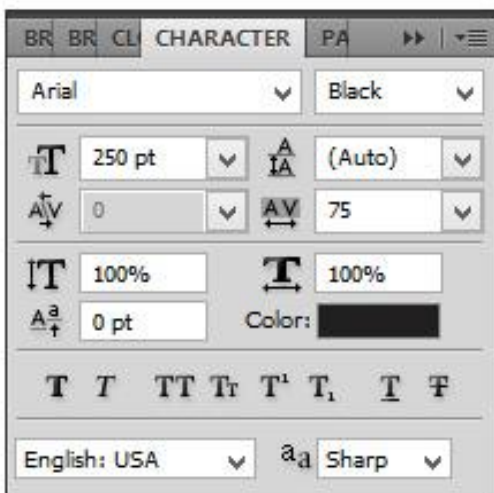 BR BR CL CHARACTER PA
Arial Black
250 pt (Auto)
0 75
100% 100%
0 pt Color:
T T TT Tr T¹ T, T T
English: USA aa Sharp